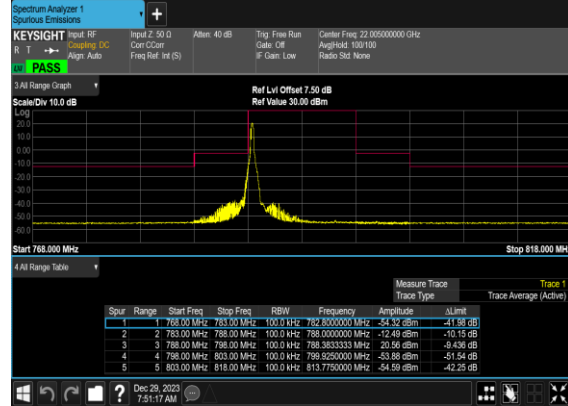 Spectrum Analyzer 1
Spurious Emissions
KEYSIGHT
R T
LU PASS
Input: RF
Coupling: DC
Align: Auto
Input Z: 50 Ω
Corr CCorr
Freq Ref: Int (S)
Atten: 40 dB
Trig: Free Run
Gate: Off
IF Gain: Low
Center Freq: 22.005000000 GHz
Avg|Hold: 100/100
Radio Std: None
3 All Range Graph
Scale/Div 10.0 dB
Ref Lvl Offset 7.50 dB
Ref Value 30.00 dBm
Log
20.0
10.0
0.00
-10.0
-20.0
-30.0
-40.0
-50.0
-60.0
Start 768.000 MHz
Stop 818.000 MH
4 All Range Table
Measure Trace Trace 1
Trace Type Trace Average (Active)
Spur Range Start Freq Stop Freq RBW Frequency Amplitude ΔLimit
1 1 768.00 MHz 783.00 MHz 100.0 kHz 782.8000000 MHz -54.32 dBm -41.98 dB
2 2 783.00 MHz 788.00 MHz 100.0 kHz 788.0000000 MHz -12.49 dBm -10.15 dB
3 3 788.00 MHz 798.00 MHz 100.0 kHz 788.3833333 MHz 20.56 dBm -9.436 dB
4 4 798.00 MHz 803.00 MHz 100.0 kHz 799.9250000 MHz -53.88 dBm -51.54 dB
5 5 803.00 MHz 818.00 MHz 100.0 kHz 813.7750000 MHz -54.59 dBm -42.25 dB
Dec 29, 2023
7:51:17 AM